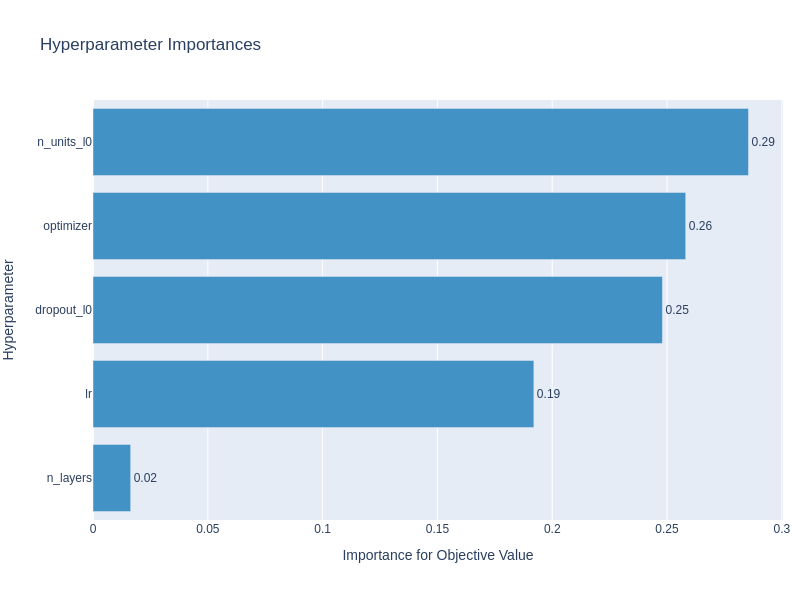 Hyperparameter Importances
Hyperparameter
n_units_l0
0.29
optimizer
0.26
dropout_l0
0.25
lr
0.19
n_layers
0.02
0
0.05
0.1
0.15
0.2
0.25
0.3
Importance for Objective Value